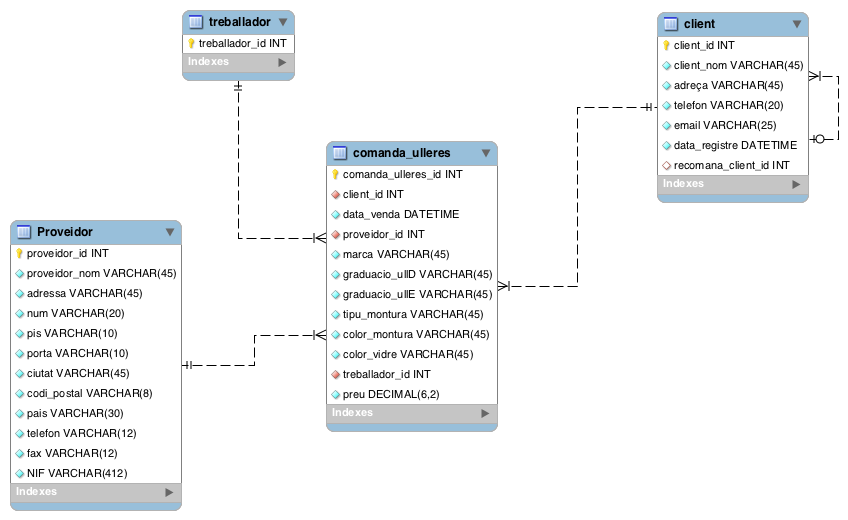 treballador
treballador_id INT
Indexes
client
client_id INT
client_nom VARCHAR(45)
adreça VARCHAR(45)
telefon VARCHAR(20)
email VARCHAR(25)
data_registre DATETIME
recomana_client_id INT
Indexes
comanda_ulleres
comanda_ulleres_id INT
client_id INT
data_venda DATETIME
proveidor_id INT
marca VARCHAR(45)
graduacio_ullD VARCHAR(45)
graduacio_ullE VARCHAR(45)
tipu_montura VARCHAR(45)
color_montura VARCHAR(45)
color_vidre VARCHAR(45)
treballador_id INT
preu DECIMAL(6,2)
Indexes
Proveidor
proveidor_id INT
proveidor_nom VARCHAR(45)
adressa VARCHAR(45)
num VARCHAR(20)
pis VARCHAR(10)
porta VARCHAR(10)
ciutat VARCHAR(45)
codi_postal VARCHAR(8)
pais VARCHAR(30)
telefon VARCHAR(12)
fax VARCHAR(12)
NIF VARCHAR(412)
Indexes